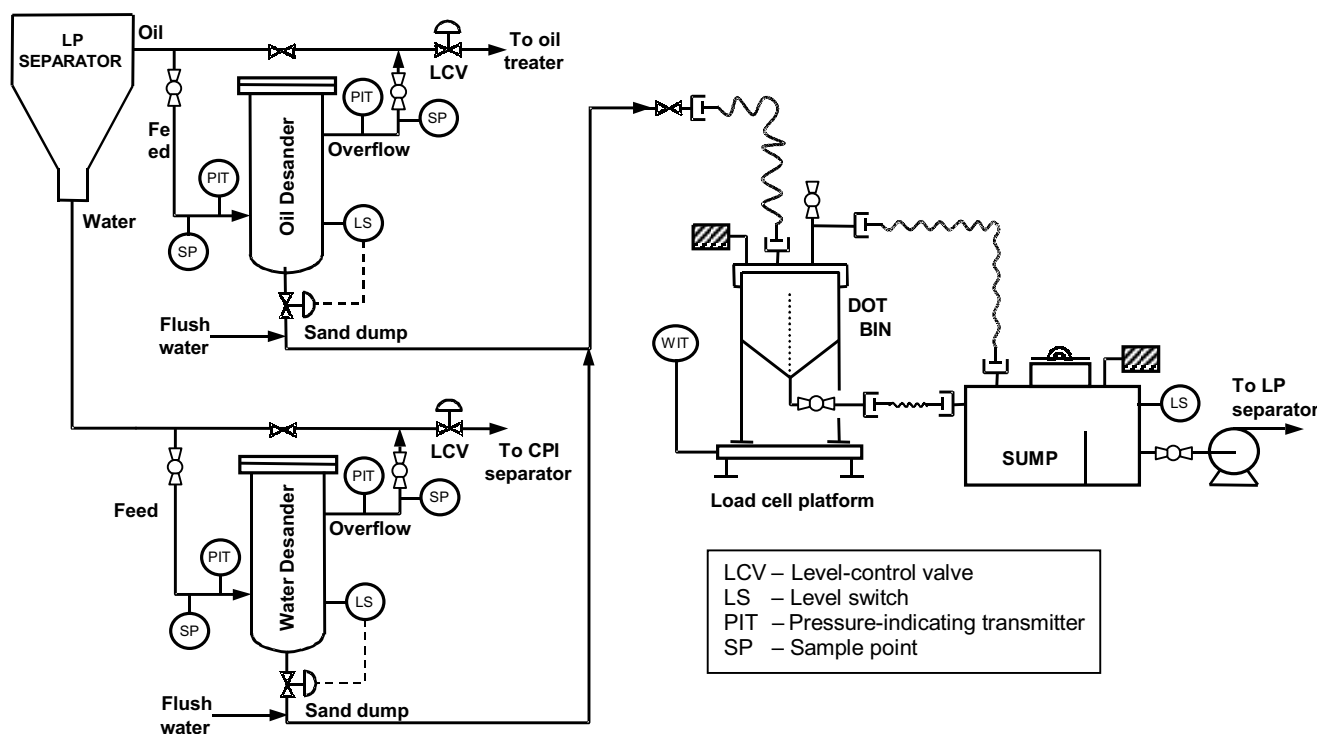 LP
SEPARATOR
Oil
LCV
To oil
treater
Fe
ed
PIT
SP
Overflow
Oil Desander
PIT
SP
LS
Water
Flush
water
Sand dump
DOT
BIN
WIT
Load cell platform
SUMP
LS
To LP
separator
LCV
To CPI
separator
Feed
PIT
SP
Overflow
Water Desander
PIT
SP
LS
Flush
water
Sand dump
LCV – Level-control valve
LS – Level switch
PIT – Pressure-indicating transmitter
SP – Sample point